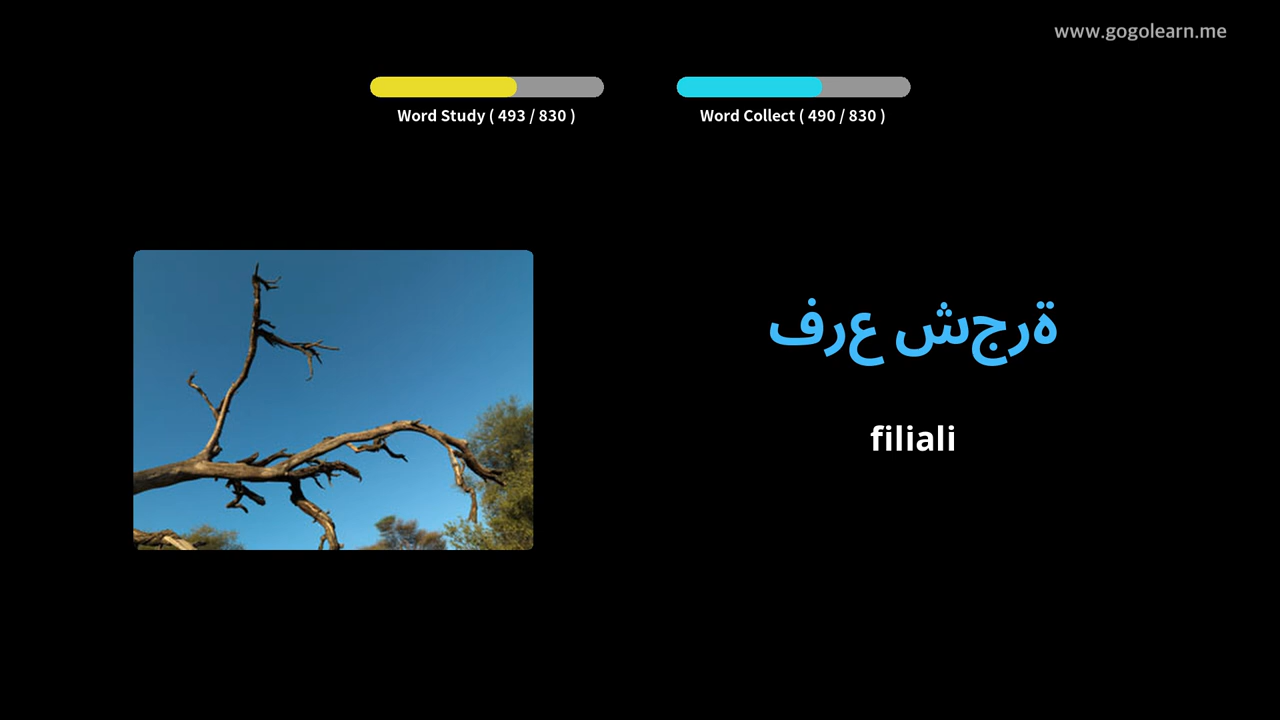 www.gogolearn.me
Word Study ( 493 / 830 )
Word Collect ( 490 / 830 )
ةرجش عرف
filiali